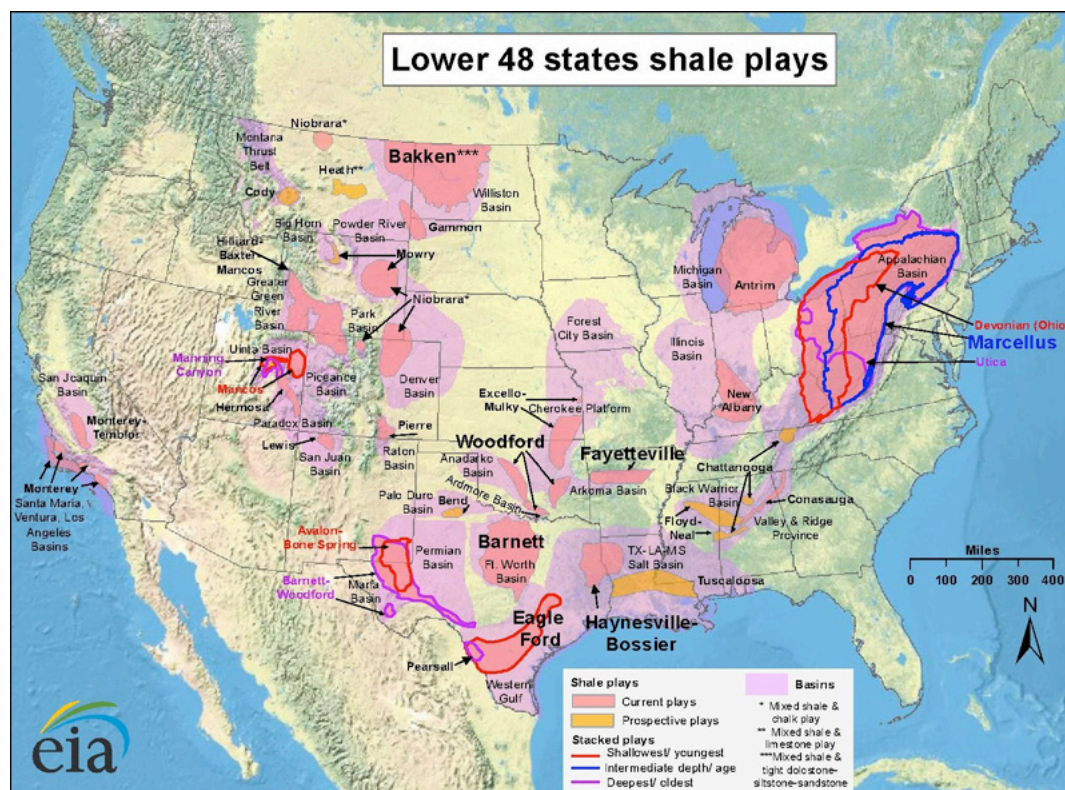 Lower 48 states shale plays
Niobrara*
Montana
Thrust
Belt
Cody
Heath**
Bakken***
Williston
Basin
Big Horn
Basin
Powder River
Basin
Gammon
Hilliard-
Baxter
Mancos
Mowry
Greater
Green
River
Basin
Niobrara*
Park
Basin
Uinta Basin
Manning
Canyon
Mancos
Piceance
Basin
Denver
Basin
Hermosa
Paradox Basin
Lewis
San Juan
Basin
Pierre
Raton
Basin
San Joaquin
Basin
Monterey-
Temblor
Monterey
Santa Maria,
Ventura, Los
Angeles
Basins
Forest
City Basin
Excello-
Mulky
Cherokee Platform
Woodford
Anadarko
Basin
Ardmore Basin
Fayetteville
Arkoma Basin
Palo Duro
Basin
Bend
Avalon-
Bone Spring
Permian
Basin
Barnett
Ft. Worth
Basin
Barnett-
Woodford
Marfa
Basin
Eagle
Ford
Pearsall
Western
Gulf
TX-LA-MS
Salt Basin
Tuscaloosa
Haynesville-
Bossier
Michigan
Basin
Antrim
Illinois
Basin
New
Albany
Appalachian
Basin
Devonian (Ohio
Marcellus
Utica
Chattanooga
Black Warrior
Basin
Conasauga
Floyd-
Neal
Valley & Ridge
Province
Miles
0 100 200 300 400
N
Shale plays
Current plays
Prospective plays
Stacked plays
Shallowest/ youngest
Intermediate depth/ age
Deepest/ oldest
Basins
* Mixed shale &
chalk play
** Mixed shale &
limestone play
***Mixed shale &
tight dolostone-
siltstone-sandstone
eia